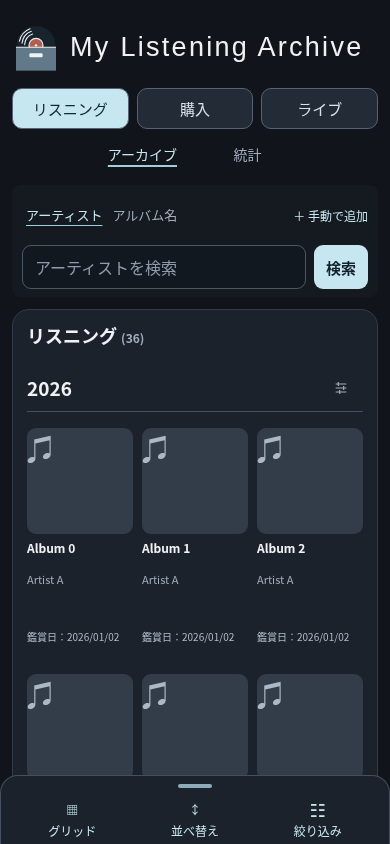 My Listening Archive
リスニング 購入 ライブ
アーカイブ 統計
アーティスト アルバム名 ＋ 手動で追加
アーティストを検索 検索
リスニング (36)
2026
Album 0 Album 1 Album 2
Artist A Artist A Artist A
鑑賞日：2026/01/02 鑑賞日：2026/01/02 鑑賞日：2026/01/02
グリッド 並べ替え 絞り込み